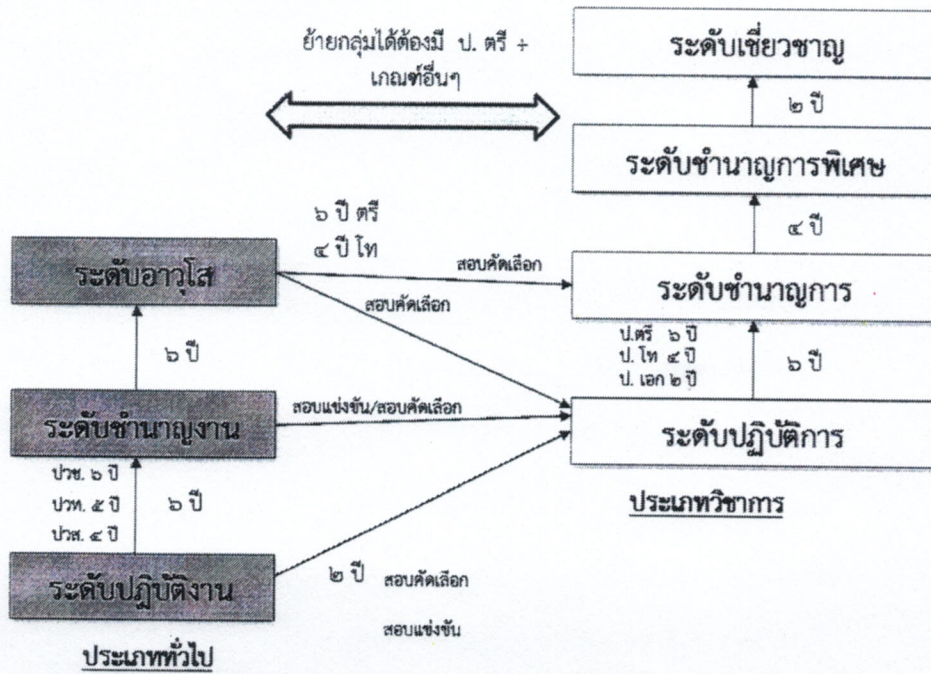 ย้ายกลุ่มได้ต้องมี ป. ตรี +
เกณฑ์อื่นๆ
ระดับเชี่ยวชาญ
๒ ปี
ระดับชำนาญการพิเศษ
๔ ปี
๖ ปี ตรี
๔ ปี โท
ระดับอาวุโส
สอบคัดเลือก
ระดับชำนาญการ
สอบคัดเลือก
ป.ตรี ๖ ปี
ป. โท ๔ ปี
ป. เอก ๒ ปี
๖ ปี
๖ ปี
ระดับชำนาญงาน
สอบแข่งขัน/สอบคัดเลือก
ระดับปฏิบัติการ
ปวช. ๖ ปี
ปวท. ๕ ปี
ปวส. ๔ ปี
๖ ปี
ประเภทวิชาการ
ระดับปฏิบัติงาน
๒ ปี สอบคัดเลือก
สอบแข่งขัน
ประเภททั่วไป